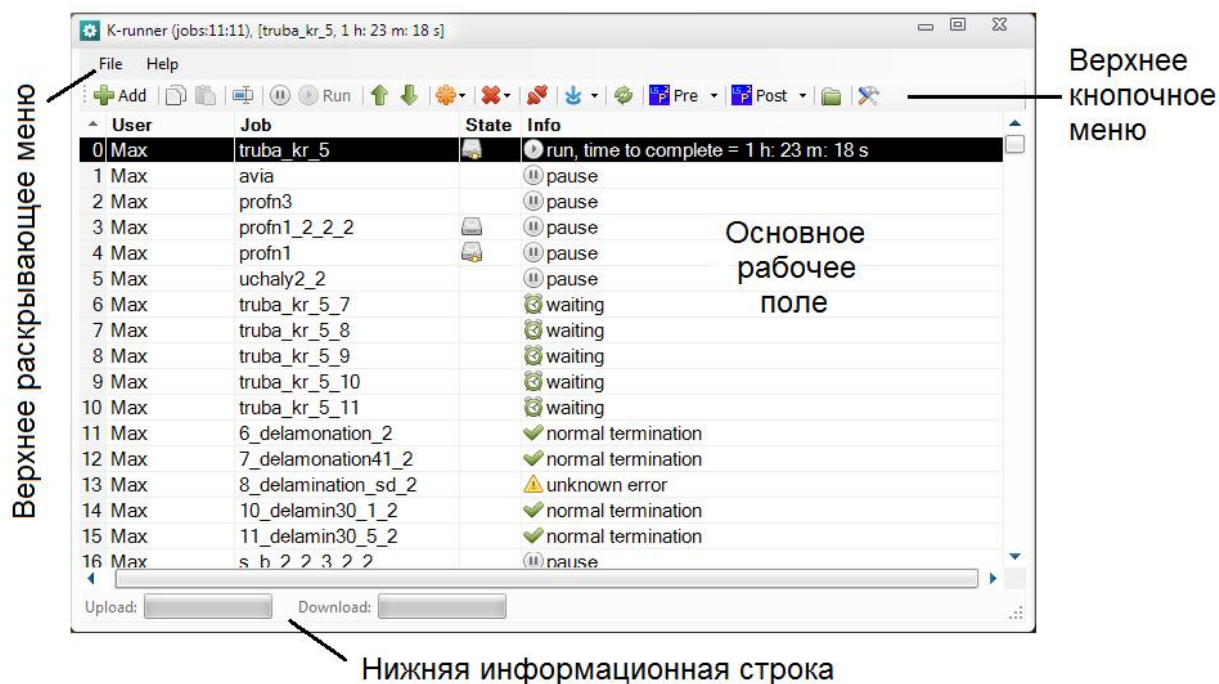 K-runner (jobs:11:11), [truba_kr_5, 1 h: 23 m: 18 s]
File Help
Add Run Pre Post
User Job State Info
0 Max truba_kr_5 run, time to complete = 1 h: 23 m: 18 s
1 Max avia pause
2 Max profn3 pause
3 Max profn1_2_2_2 pause
4 Max profn1 pause
5 Max uchaly2_2 pause
6 Max truba_kr_5_7 waiting
7 Max truba_kr_5_8 waiting
8 Max truba_kr_5_9 waiting
9 Max truba_kr_5_10 waiting
10 Max truba_kr_5_11 waiting
11 Max 6_delamonation_2 normal termination
12 Max 7_delamonation41_2 normal termination
13 Max 8_delamination_sd_2 unknown error
14 Max 10_delamin30_1_2 normal termination
15 Max 11_delamin30_5_2 normal termination
16 Max s_b_2_2_3_2_2 pause
Upload: Download:
Верхнее раскрывающее меню
Верхнее
кнопочное
меню
Основное
рабочее
поле
Нижняя информационная строка